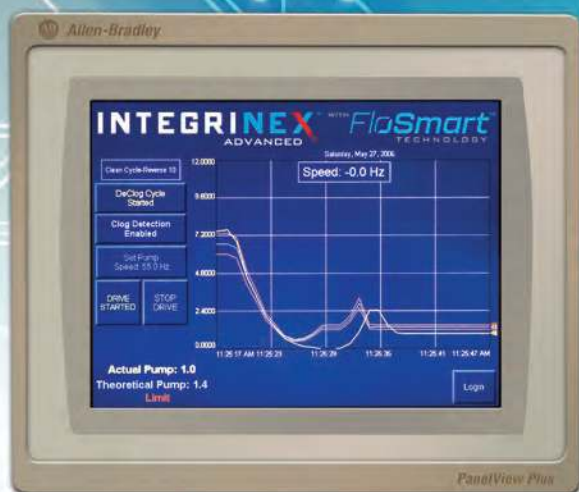 Allen-Bradley
INTEGRINEX WITH FloSmart
ADVANCED TECHNOLOGY
Saturday, May 27, 2006
Clean Cycle-Reverse 10
DeClog Cycle
Started
Clog Detection
Enabled
Set Pump
Speed: 55.0 Hz
DRIVE
STARTED
STOP
DRIVE
12.0000
9.6000
7.2000
4.8000
2.4000
0.0000
Speed: -0.0 Hz
11:25:17 AM 11:25:23 11:25:29 11:25:35 11:25:41 11:25:47 AM
Actual Pump: 1.0
Theoretical Pump: 1.4
Limit
Login
PanelView Plus